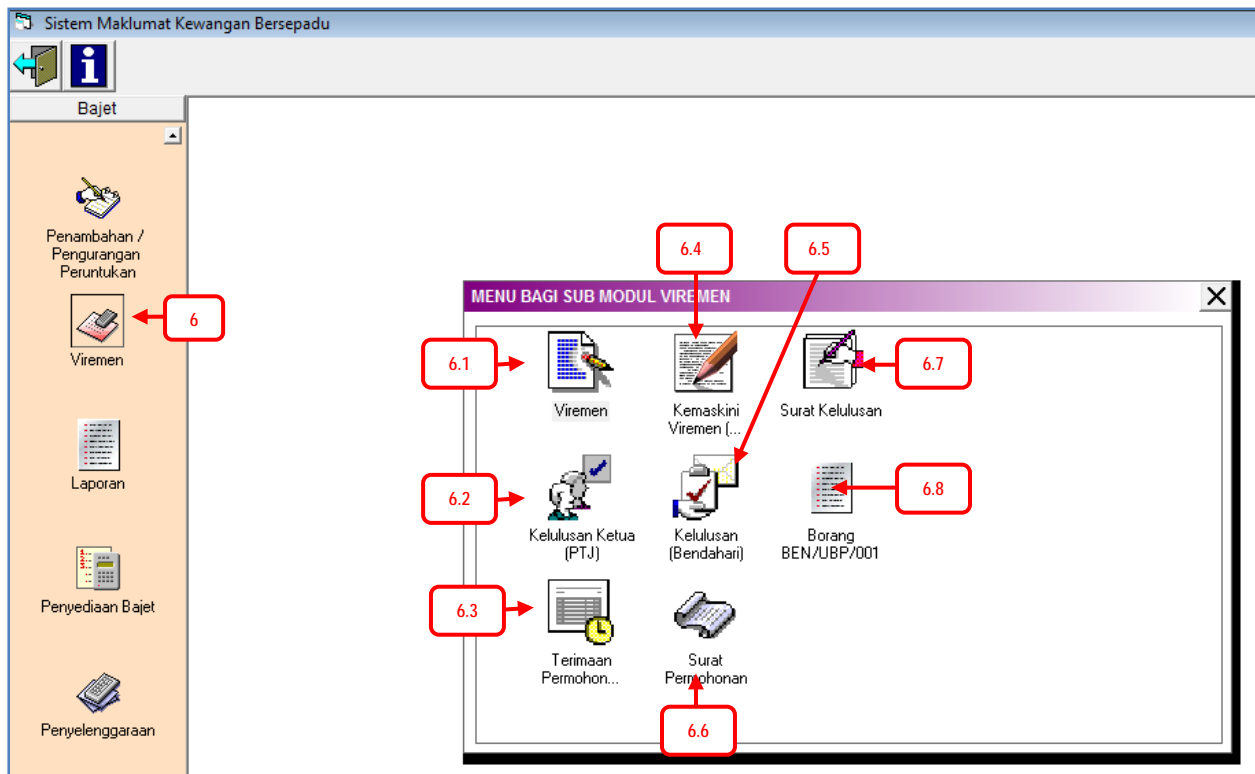 Sistem Maklumat Kewangan Bersepadu
Bajet
Penambahan /
Pengurangan
Peruntukan
6
Viremen
Laporan
Penyediaan Bajet
Penyelenggaraan
6.4
6.5
MENU BAGI SUB MODUL VIREMEN
6.1
6.7
Viremen
Kemaskini
Viremen (...
Surat Kelulusan
6.2
6.8
Kelulusan Ketua
(PTJ)
Kelulusan
(Bendahari)
Borang
BEN/UBP/001
6.3
Terimaan
Permohon...
Surat
Permohonan
6.6